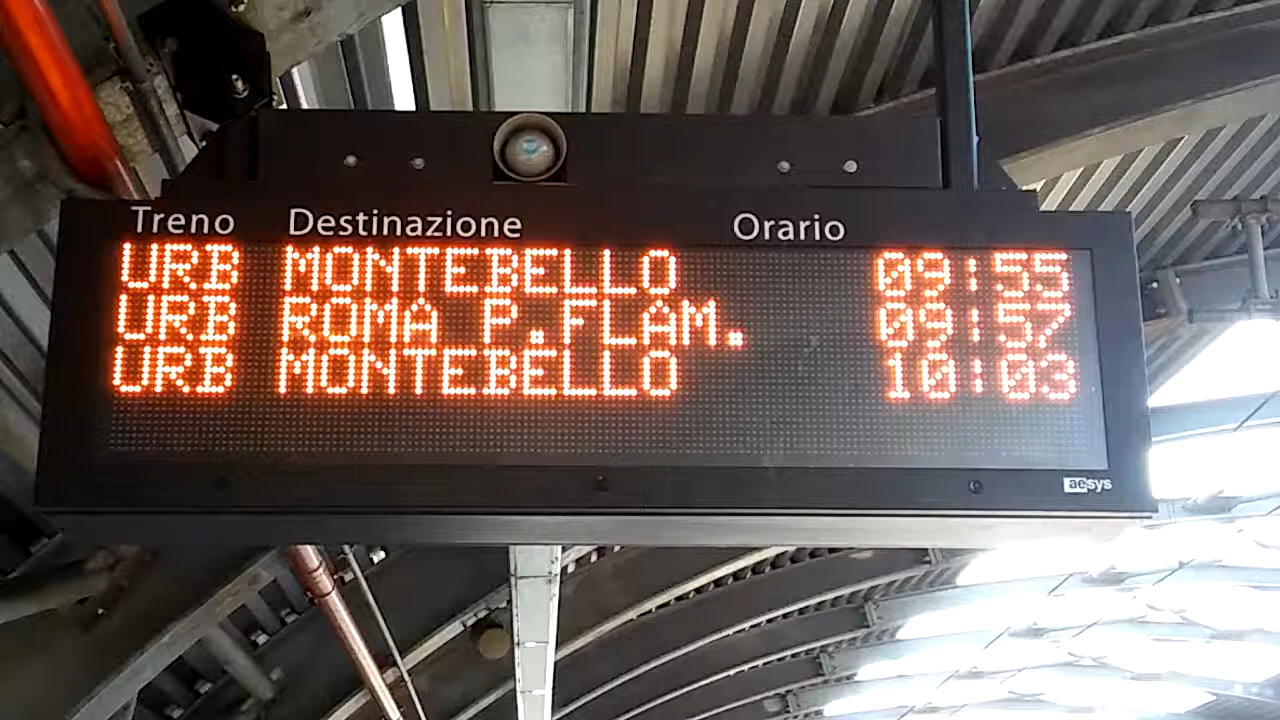 Treno Destinazione Orario
URB MONTEBELLO 09:55
URB ROMA P.FLAM. 09:57
URB MONTEBELLO 10:03
aesys